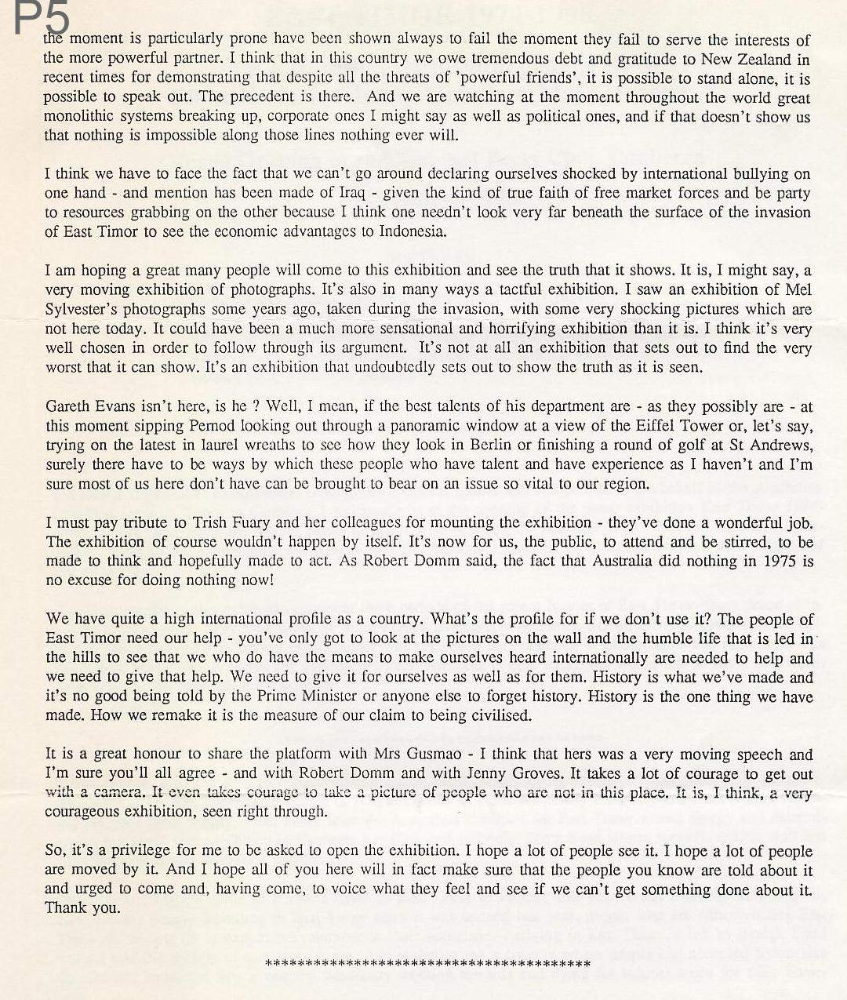 P5
the moment is particularly prone have been shown always to fail the moment they fail to serve the interests of
the more powerful partner. I think that in this country we owe tremendous debt and gratitude to New Zealand in
recent times for demonstrating that despite all the threats of 'powerful friends', it is possible to stand alone, it is
possible to speak out. The precedent is there. And we are watching at the moment throughout the world great
monolithic systems breaking up, corporate ones I might say as well as political ones, and if that doesn't show us
that nothing is impossible along those lines nothing ever will.
I think we have to face the fact that we can't go around declaring ourselves shocked by international bullying on
one hand - and mention has been made of Iraq - given the kind of true faith of free market forces and be party
to resources grabbing on the other because I think one needn't look very far beneath the surface of the invasion
of East Timor to see the economic advantages to Indonesia.
I am hoping a great many people will come to this exhibition and see the truth that it shows. It is, I might say, a
very moving exhibition of photographs. It's also in many ways a tactful exhibition. I saw an exhibition of Mel
Sylvester's photographs some years ago, taken during the invasion, with some very shocking pictures which are
not here today. It could have been a much more sensational and horrifying exhibition than it is. I think it's very
well chosen in order to follow through its argument. It's not at all an exhibition that sets out to find the very
worst that it can show. It's an exhibition that undoubtedly sets out to show the truth as it is seen.
Gareth Evans isn't here, is he ? Well, I mean, if the best talents of his department are - as they possibly are - at
this moment sipping Pernod looking out through a panoramic window at a view of the Eiffel Tower or, let's say,
trying on the latest in laurel wreaths to see how they look in Berlin or finishing a round of golf at St Andrews,
surely there have to be ways by which these people who have talent and have experience as I haven't and I'm
sure most of us here don't have can be brought to bear on an issue so vital to our region.
I must pay tribute to Trish Fuary and her colleagues for mounting the exhibition - they've done a wonderful job.
The exhibition of course wouldn't happen by itself. It's now for us, the public, to attend and be stirred, to be
made to think and hopefully made to act. As Robert Domm said, the fact that Australia did nothing in 1975 is
no excuse for doing nothing now!
We have quite a high international profile as a country. What's the profile for if we don't use it? The people of
East Timor need our help - you've only got to look at the pictures on the wall and the humble life that is led in
the hills to see that we who do have the means to make ourselves heard internationally are needed to help and
we need to give that help. We need to give it for ourselves as well as for them. History is what we've made and
it's no good being told by the Prime Minister or anyone else to forget history. History is the one thing we have
made. How we remake it is the measure of our claim to being civilised.
It is a great honour to share the platform with Mrs Gusmao - I think that hers was a very moving speech and
I'm sure you'll all agree - and with Robert Domm and with Jenny Groves. It takes a lot of courage to get out
with a camera. It even takes courage to take a picture of people who are not in this place. It is, I think, a very
courageous exhibition, seen right through.
So, it's a privilege for me to be asked to open the exhibition. I hope a lot of people see it. I hope a lot of people
are moved by it. And I hope all of you here will in fact make sure that the people you know are told about it
and urged to come and, having come, to voice what they feel and see if we can't get something done about it.
Thank you.
****************************************